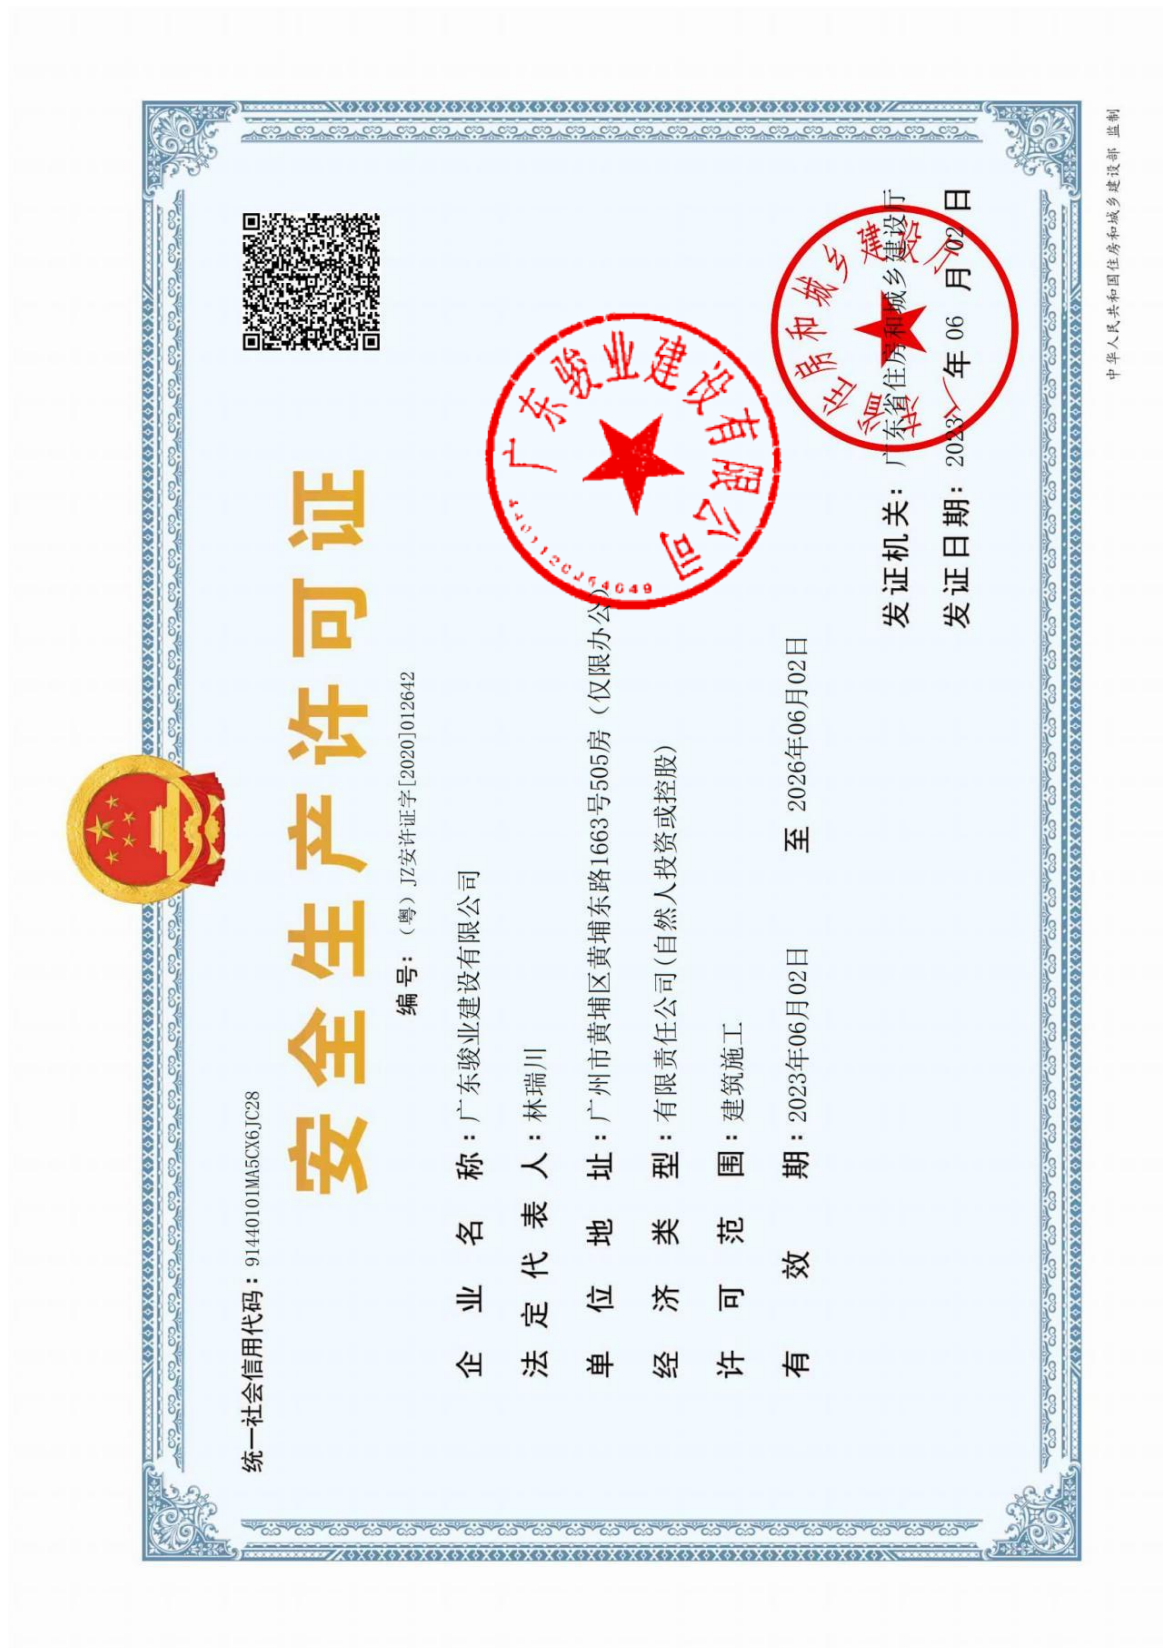 统一社会信用代码：91440101MA5CX6JC28
安全生产许可证
编号：（粤）JZ安许证字[2020]012642
企业名称：广东骏业建设有限公司
法定代表人：林瑞川
单位地址：广州市黄埔区黄埔东路1663号505房（仅限办公）
经济类型：有限责任公司(自然人投资或控股)
许可范围：建筑施工
有效期：2023年06月02日 至 2026年06月02日
广东骏业建设有限公司
发证机关：广东省住房和城乡建设厅
发证日期：2023年06月02日
省住房和城乡建设厅
中华人民共和国住房和城乡建设部 监制